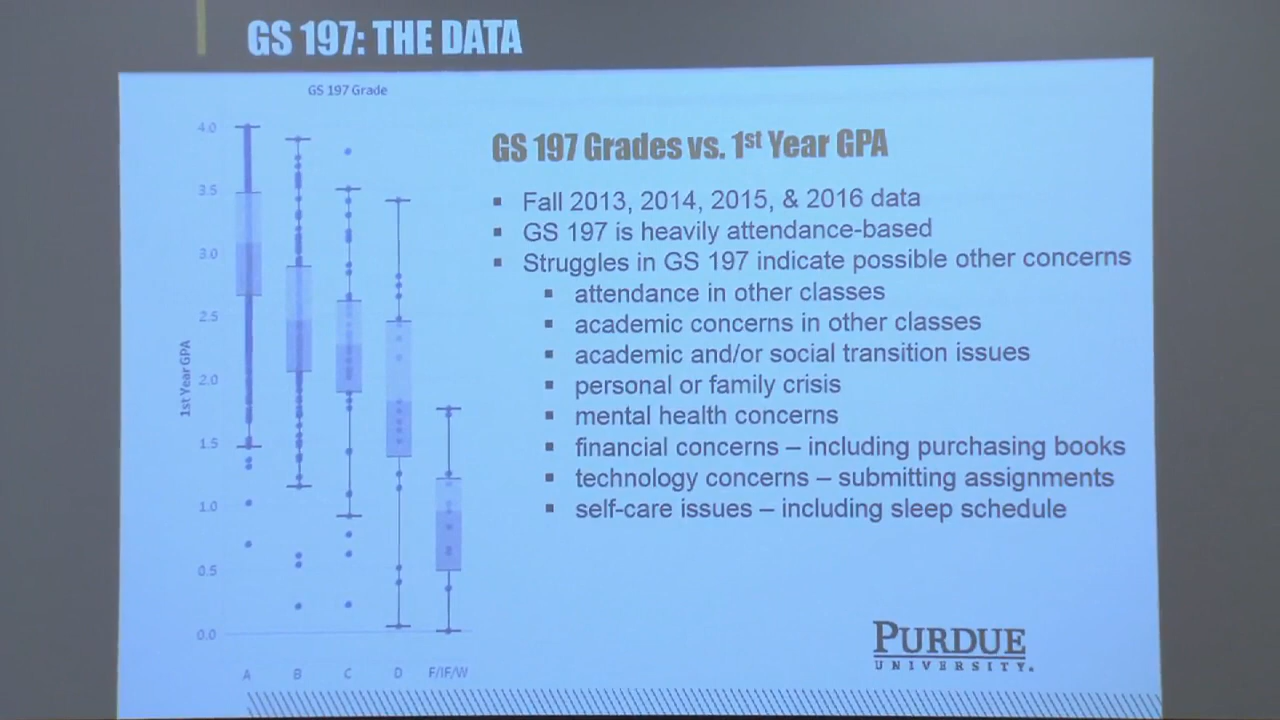 GS 197: THE DATA
GS 197 Grade
4.0
3.5
3.0
2.5
2.0
1.5
1.0
0.5
0.0
1st Year GPA
A B C D F/IF/W
GS 197 Grades vs. 1st Year GPA
▪ Fall 2013, 2014, 2015, & 2016 data
▪ GS 197 is heavily attendance-based
▪ Struggles in GS 197 indicate possible other concerns
▪ attendance in other classes
▪ academic concerns in other classes
▪ academic and/or social transition issues
▪ personal or family crisis
▪ mental health concerns
▪ financial concerns – including purchasing books
▪ technology concerns – submitting assignments
▪ self-care issues – including sleep schedule
PURDUE
UNIVERSITY.